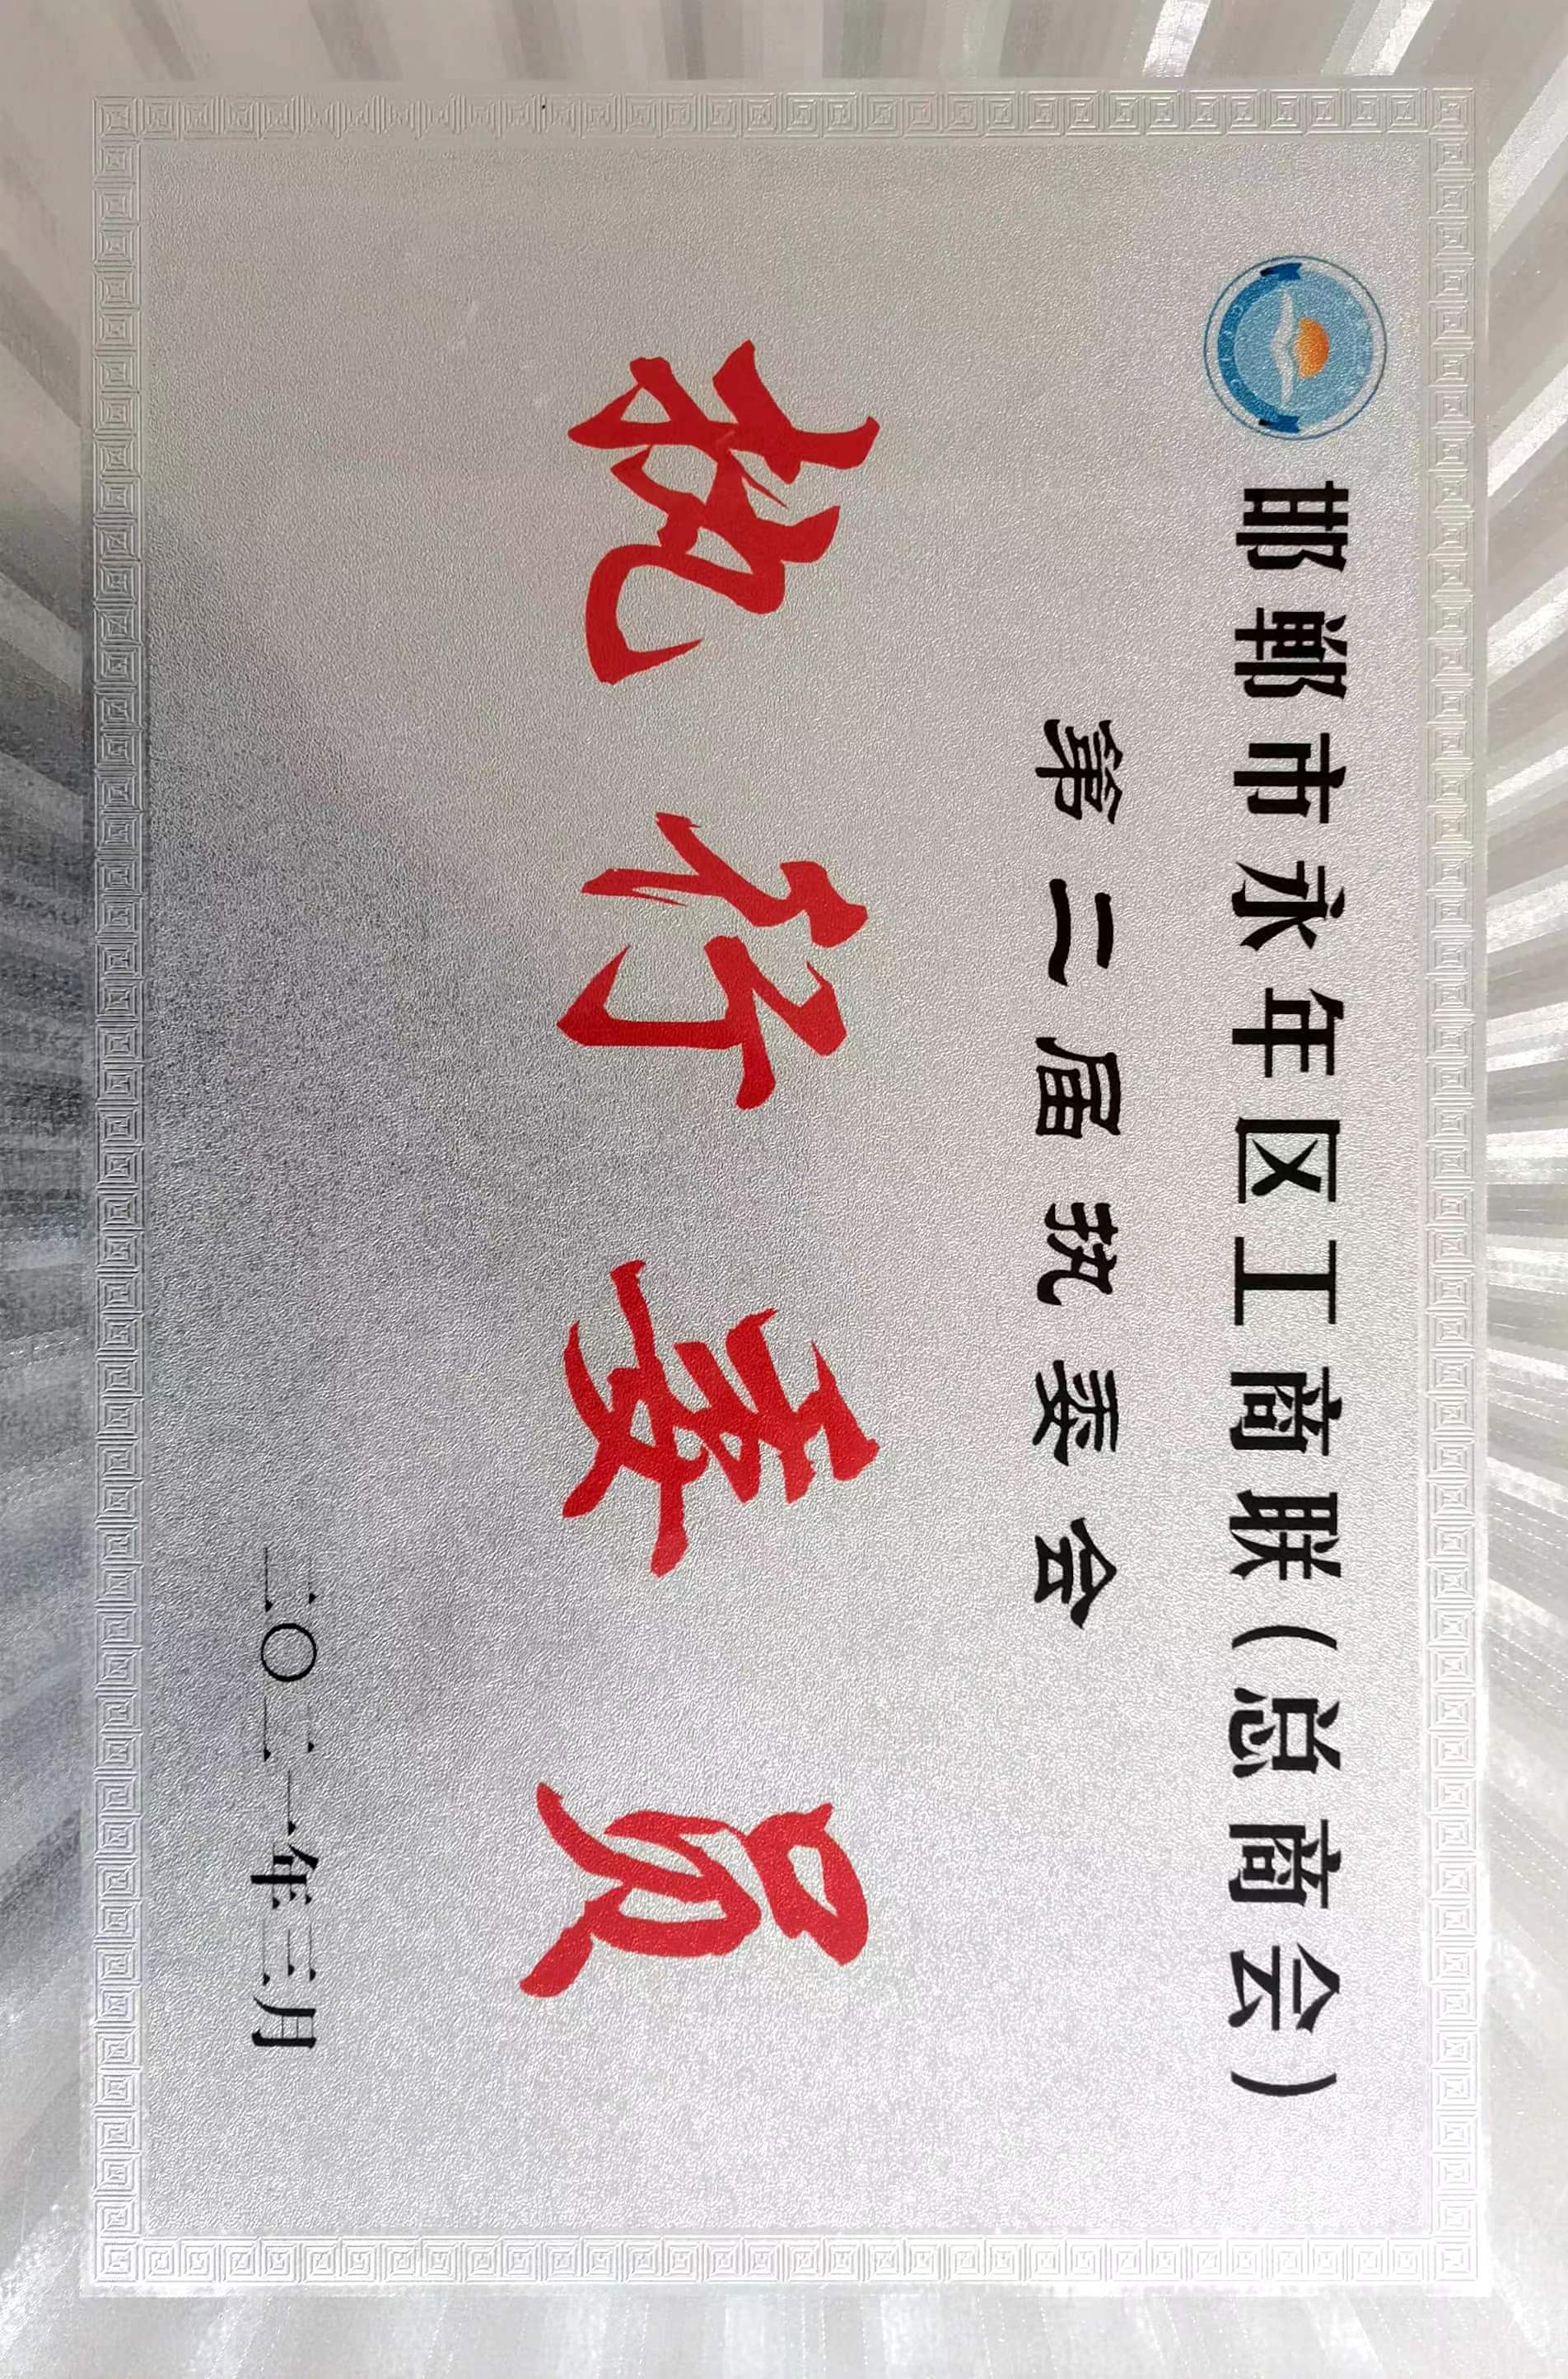 邯郸市永年区工商联(总商会)
第二届执委会
执行委员
二〇二一年三月